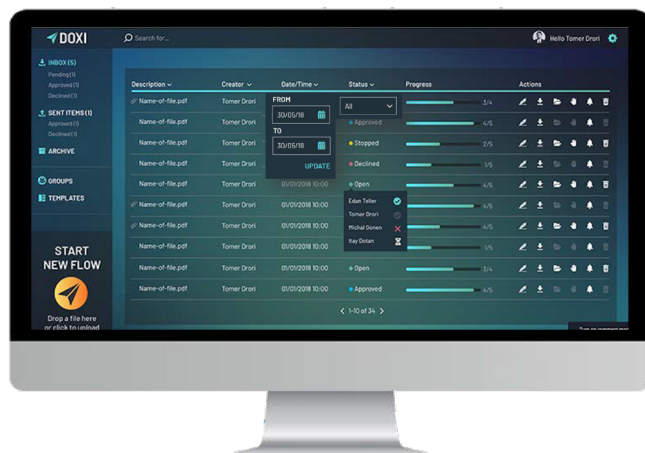 DOXI
Search for...
Hello Tomer Drori
INBOX (5)
Pending (1)
Approved (1)
Declined (1)
SENT ITEMS (1)
Approved (1)
Declined (1)
ARCHIVE
GROUPS
TEMPLATES
START
NEW FLOW
Drop a file here
or click to upload
Description Creator Date/Time Status Progress Actions
Name-of-file.pdf Tomer Drori 3/4
Name-of-file.pdf Tomer Drori Approved 4/5
Name-of-file.pdf Tomer Drori Stopped 2/5
Name-of-file.pdf Tomer Drori Declined 1/5
Name-of-file.pdf Tomer Drori 01/01/2018 10:00 Open 4/5
Name-of-file.pdf Tomer Drori 01/01/2018 10:00 4/5
Name-of-file.pdf Tomer Drori 01/01/2018 10:00 4/5
Name-of-file.pdf Tomer Drori 01/01/2018 10:00 1/5
Name-of-file.pdf Tomer Drori 01/01/2018 10:00 Open 3/4
Name-of-file.pdf Tomer Drori 01/01/2018 10:00 Approved 4/5
FROM
30/05/18
TO
30/05/18
UPDATE
All
Edan Teller
Tomer Drori
Michal Gonen
Itay Dotan
1-10 of 34